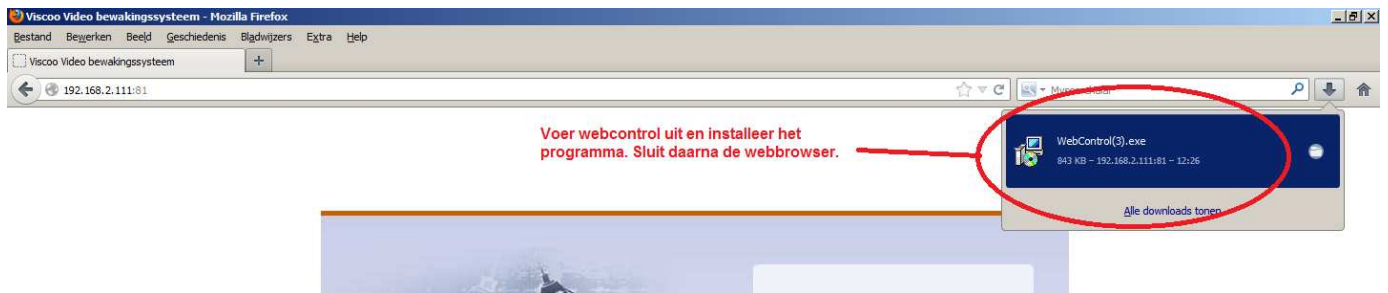 Viscoo Video bewakingssysteem - Mozilla Firefox
Bestand Bewerken Beeld Geschiedenis Bladwijzers Extra Help
Viscoo Video bewakingssysteem
192.168.2.111:81
Voer webcontrol uit en installeer het
programma. Sluit daarna de webbrowser.
WebControl(3).exe
843 KB – 192.168.2.111:81 – 12:26
Alle downloads tonen